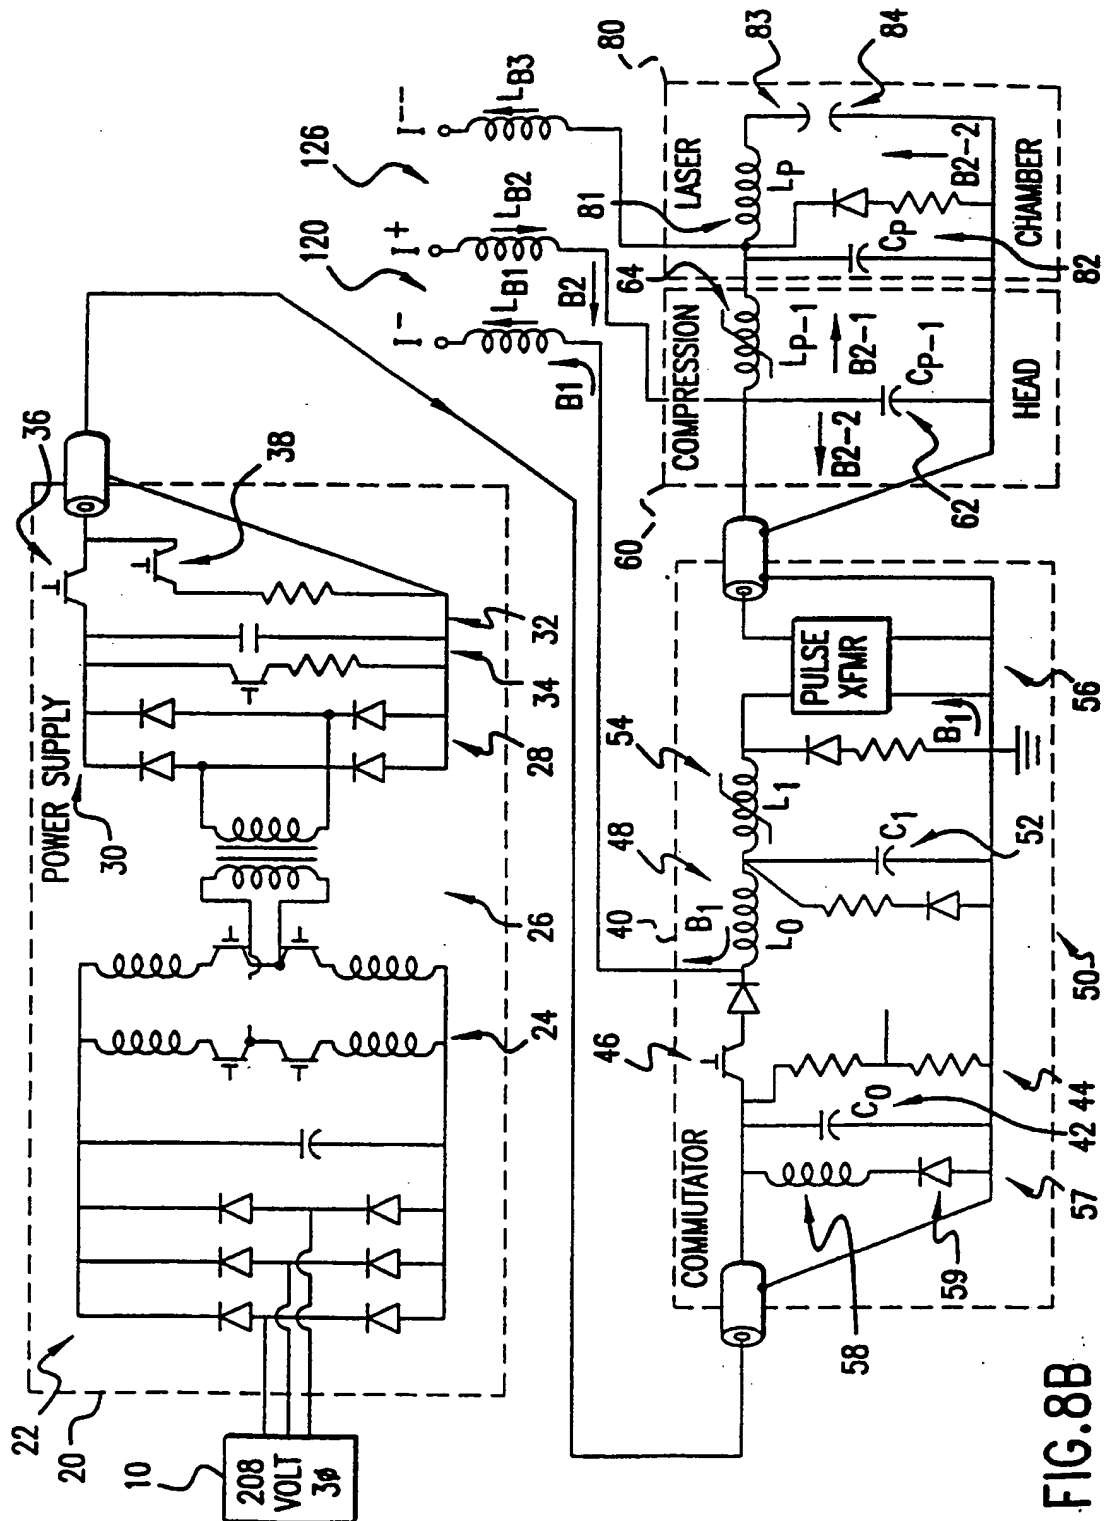 10
208
VOLT
3ø
20
22
POWER SUPPLY
30
24
26
28
34
32
36
38
120
126
I-
I+
I--
LB1
LB2
LB3
B1
B2
COMMUTATOR
40
46
48
54
B1
L0
L1
C0
C1
PULSE
XFMR
B1
58
59
57
42
44
50
52
56
60
COMPRESSION
HEAD
64
LP-1
B2-1
B2-2
CP-1
62
80
LASER
CHAMBER
81
LP
CP
B2-2
82
83
84
FIG.8B